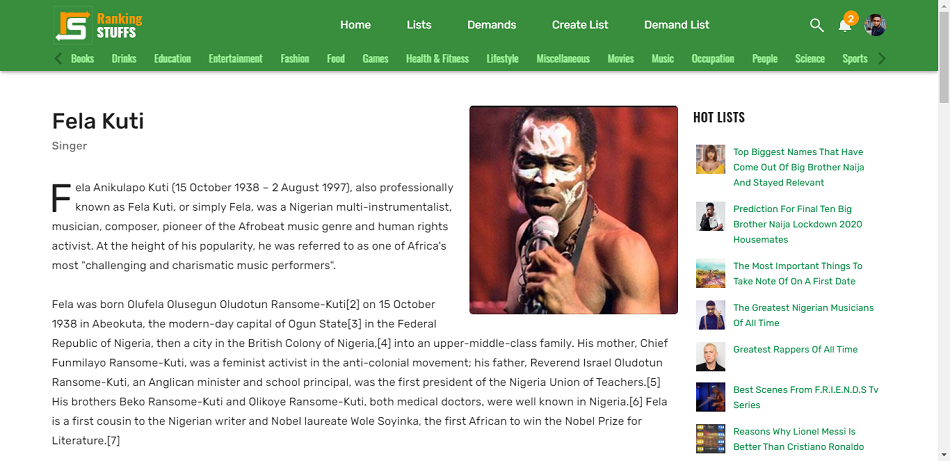 Ranking
STUFFS
Home Lists Demands Create List Demand List
2
Books Drinks Education Entertainment Fashion Food Games Health & Fitness Lifestyle Miscellaneous Movies Music Occupation People Science Sports
Fela Kuti
Singer
Fela Anikulapo Kuti (15 October 1938 – 2 August 1997), also professionally
known as Fela Kuti, or simply Fela, was a Nigerian multi-instrumentalist,
musician, composer, pioneer of the Afrobeat music genre and human rights
activist. At the height of his popularity, he was referred to as one of Africa's
most "challenging and charismatic music performers".
Fela was born Olufela Olusegun Oludotun Ransome-Kuti[2] on 15 October
1938 in Abeokuta, the modern-day capital of Ogun State[3] in the Federal
Republic of Nigeria, then a city in the British Colony of Nigeria,[4] into an upper-middle-class family. His mother, Chief
Funmilayo Ransome-Kuti, was a feminist activist in the anti-colonial movement; his father, Reverend Israel Oludotun
Ransome-Kuti, an Anglican minister and school principal, was the first president of the Nigeria Union of Teachers.[5]
His brothers Beko Ransome-Kuti and Olikoye Ransome-Kuti, both medical doctors, were well known in Nigeria.[6] Fela
is a first cousin to the Nigerian writer and Nobel laureate Wole Soyinka, the first African to win the Nobel Prize for
Literature.[7]
HOT LISTS
Top Biggest Names That Have
Come Out Of Big Brother Naija
And Stayed Relevant
Prediction For Final Ten Big
Brother Naija Lockdown 2020
Housemates
The Most Important Things To
Take Note Of On A First Date
The Greatest Nigerian Musicians
Of All Time
Greatest Rappers Of All Time
Best Scenes From F.R.I.E.N.D.S Tv
Series
Reasons Why Lionel Messi Is
Better Than Cristiano Ronaldo